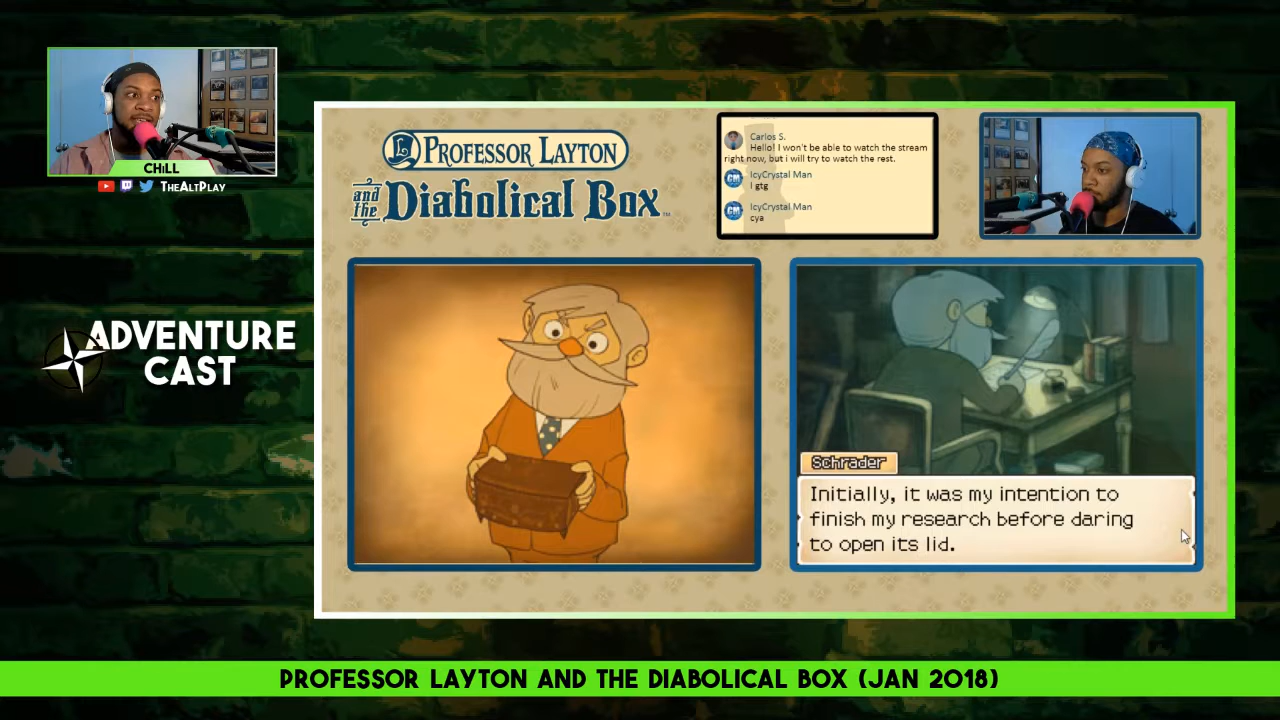 CHiLL
TheAltPlay
ADVENTURE
CAST
PROFESSOR LAYTON
and the
Diabolical Box
Carlos S.
Hello! I won't be able to watch the stream
right now, but i will try to watch the rest.
IcyCrystal Man
I gtg
IcyCrystal Man
cya
Schrader
Initially, it was my intention to
finish my research before daring
to open its lid.
PROFESSOR LAYTON AND THE DIABOLICAL BOX (JAN 2018)